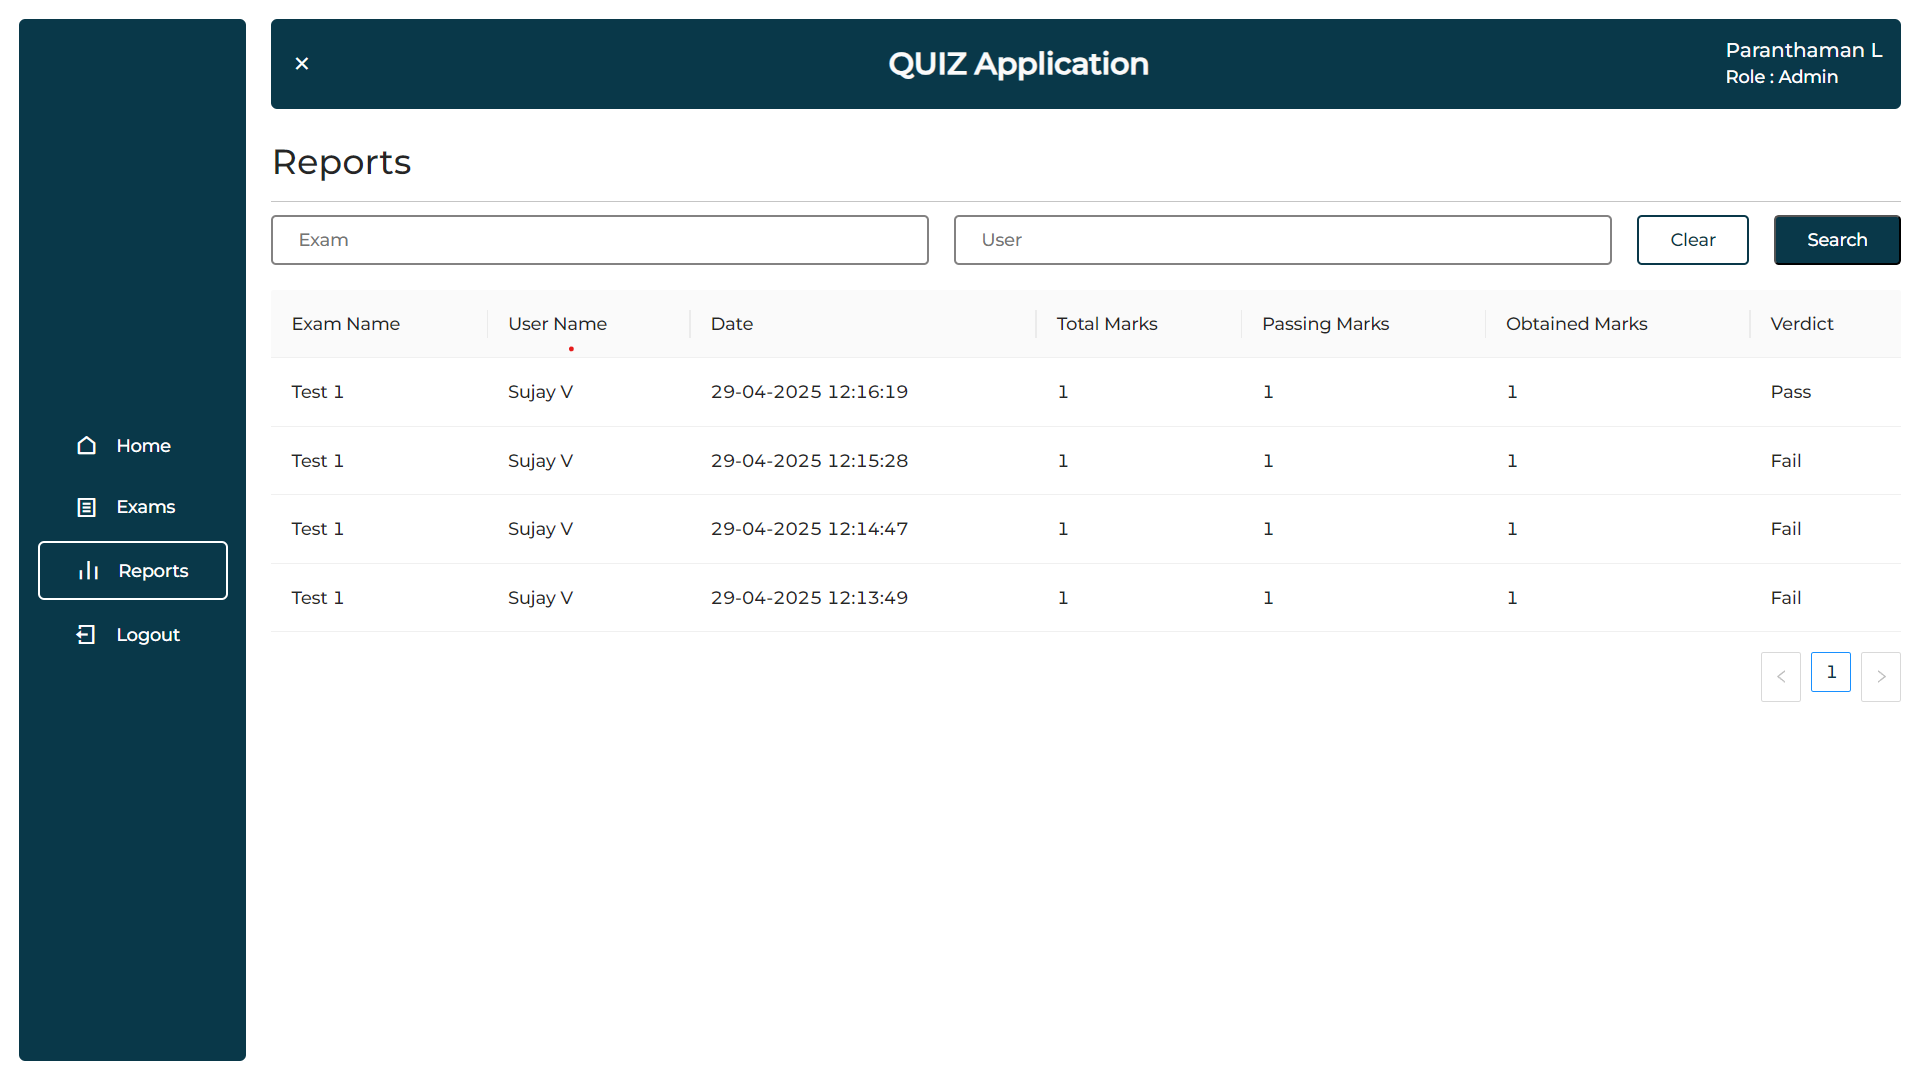 QUIZ Application
Paranthaman L
Role : Admin
Home
Exams
Reports
Logout
Reports
Exam
User
Clear
Search
Exam Name User Name Date Total Marks Passing Marks Obtained Marks Verdict
Test 1 Sujay V 29-04-2025 12:16:19 1 1 1 Pass
Test 1 Sujay V 29-04-2025 12:15:28 1 1 1 Fail
Test 1 Sujay V 29-04-2025 12:14:47 1 1 1 Fail
Test 1 Sujay V 29-04-2025 12:13:49 1 1 1 Fail
1